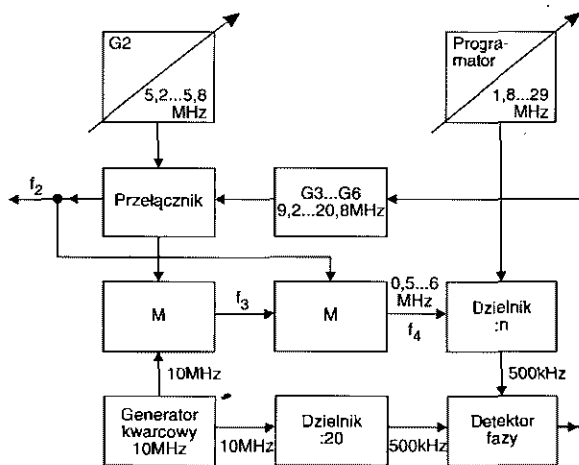 G2
5,2...5,8
MHz
Progra-
mator
1,8...29
MHz
f2
Przełącznik
G3...G6
9,2...20,8MHz
M
f3
M
0,5...6
MHz
f4
Dzielnik
:n
10MHz
500kHz
Generator
kwarcowy
10MHz
10MHz
Dzielnik
:20
500kHz
Detektor
fazy